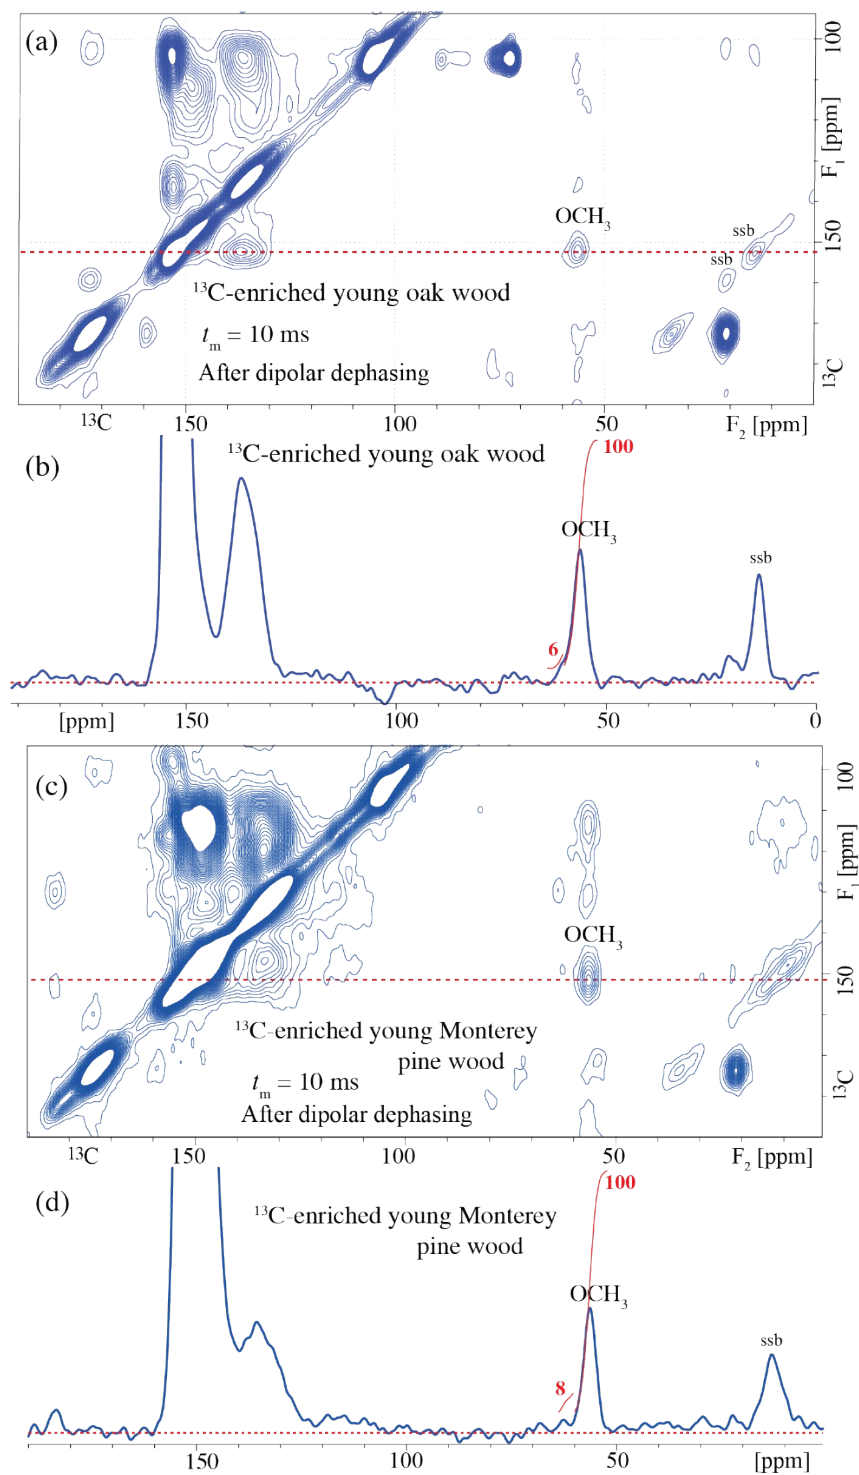 (a)
100
F₁ [ppm]
OCH₃
150
ssb
ssb
¹³C-enriched young oak wood
tₘ = 10 ms
After dipolar dephasing
¹³C
¹³C 150 100 50 F₂ [ppm]
(b)
¹³C-enriched young oak wood
100
OCH₃
ssb
6
[ppm] 150 100 50 0
(c)
100
F₁ [ppm]
OCH₃
150
¹³C-enriched young Monterey
pine wood
tₘ = 10 ms
After dipolar dephasing
¹³C
¹³C 150 100 50 F₂ [ppm]
(d)
¹³C-enriched young Monterey
pine wood
100
OCH₃
ssb
8
150 100 50 [ppm]